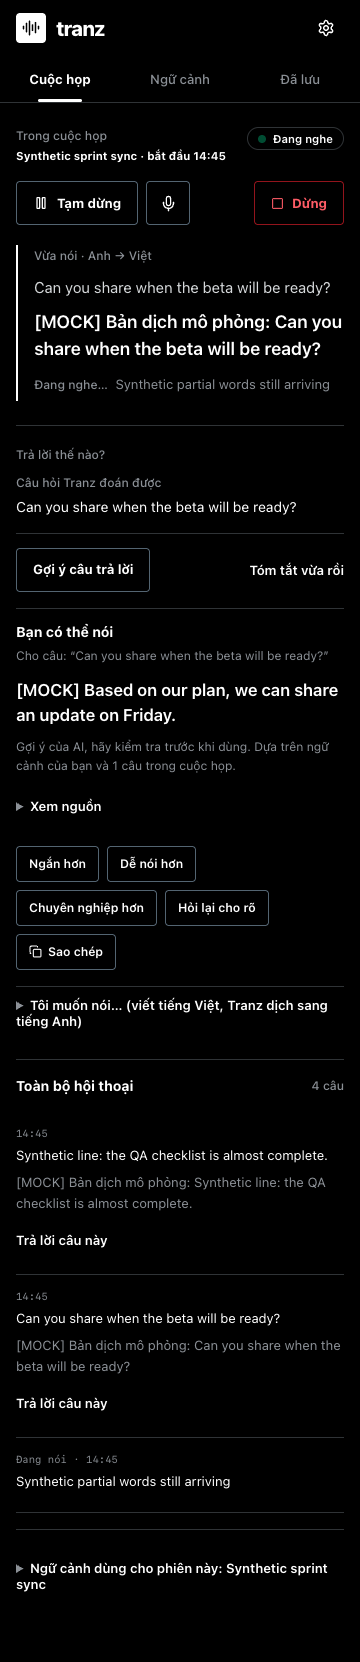 tranz
Cuộc họp
Ngữ cảnh
Đã lưu
Trong cuộc họp
Synthetic sprint sync · bắt đầu 14:45
Đang nghe
Tạm dừng
Dừng
Vừa nói · Anh → Việt
Can you share when the beta will be ready?
[MOCK] Bản dịch mô phỏng: Can you
share when the beta will be ready?
Đang nghe... Synthetic partial words still arriving
Trả lời thế nào?
Câu hỏi Tranz đoán được
Can you share when the beta will be ready?
Gợi ý câu trả lời
Tóm tắt vừa rồi
Bạn có thể nói
Cho câu: “Can you share when the beta will be ready?”
[MOCK] Based on our plan, we can share
an update on Friday.
Gợi ý của AI, hãy kiểm tra trước khi dùng. Dựa trên ngữ
cảnh của bạn và 1 câu trong cuộc họp.
Xem nguồn
Ngắn hơn
Dễ nói hơn
Chuyên nghiệp hơn
Hỏi lại cho rõ
Sao chép
Tôi muốn nói... (viết tiếng Việt, Tranz dịch sang
tiếng Anh)
Toàn bộ hội thoại
4 câu
14:45
Synthetic line: the QA checklist is almost complete.
[MOCK] Bản dịch mô phỏng: Synthetic line: the QA
checklist is almost complete.
Trả lời câu này
14:45
Can you share when the beta will be ready?
[MOCK] Bản dịch mô phỏng: Can you share when the
beta will be ready?
Trả lời câu này
Đang nói · 14:45
Synthetic partial words still arriving
Ngữ cảnh dùng cho phiên này: Synthetic sprint
sync